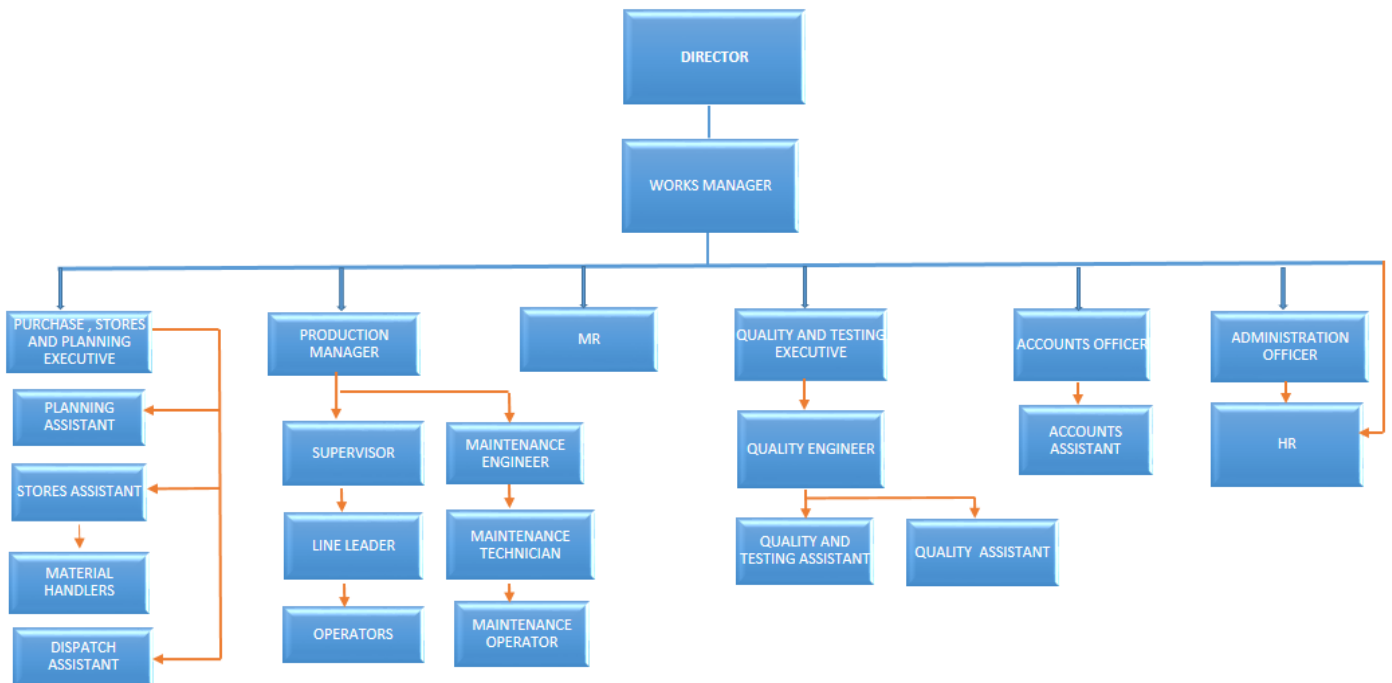 DIRECTOR
WORKS MANAGER
PURCHASE , STORES
AND PLANNING
EXECUTIVE
PRODUCTION
MANAGER
MR
QUALITY AND TESTING
EXECUTIVE
ACCOUNTS OFFICER
ADMINISTRATION
OFFICER
PLANNING
ASSISTANT
SUPERVISOR
MAINTENANCE
ENGINEER
QUALITY ENGINEER
ACCOUNTS
ASSISTANT
HR
STORES ASSISTANT
LINE LEADER
MAINTENANCE
TECHNICIAN
QUALITY AND
TESTING ASSISTANT
QUALITY ASSISTANT
MATERIAL
HANDLERS
OPERATORS
MAINTENANCE
OPERATOR
DISPATCH
ASSISTANT